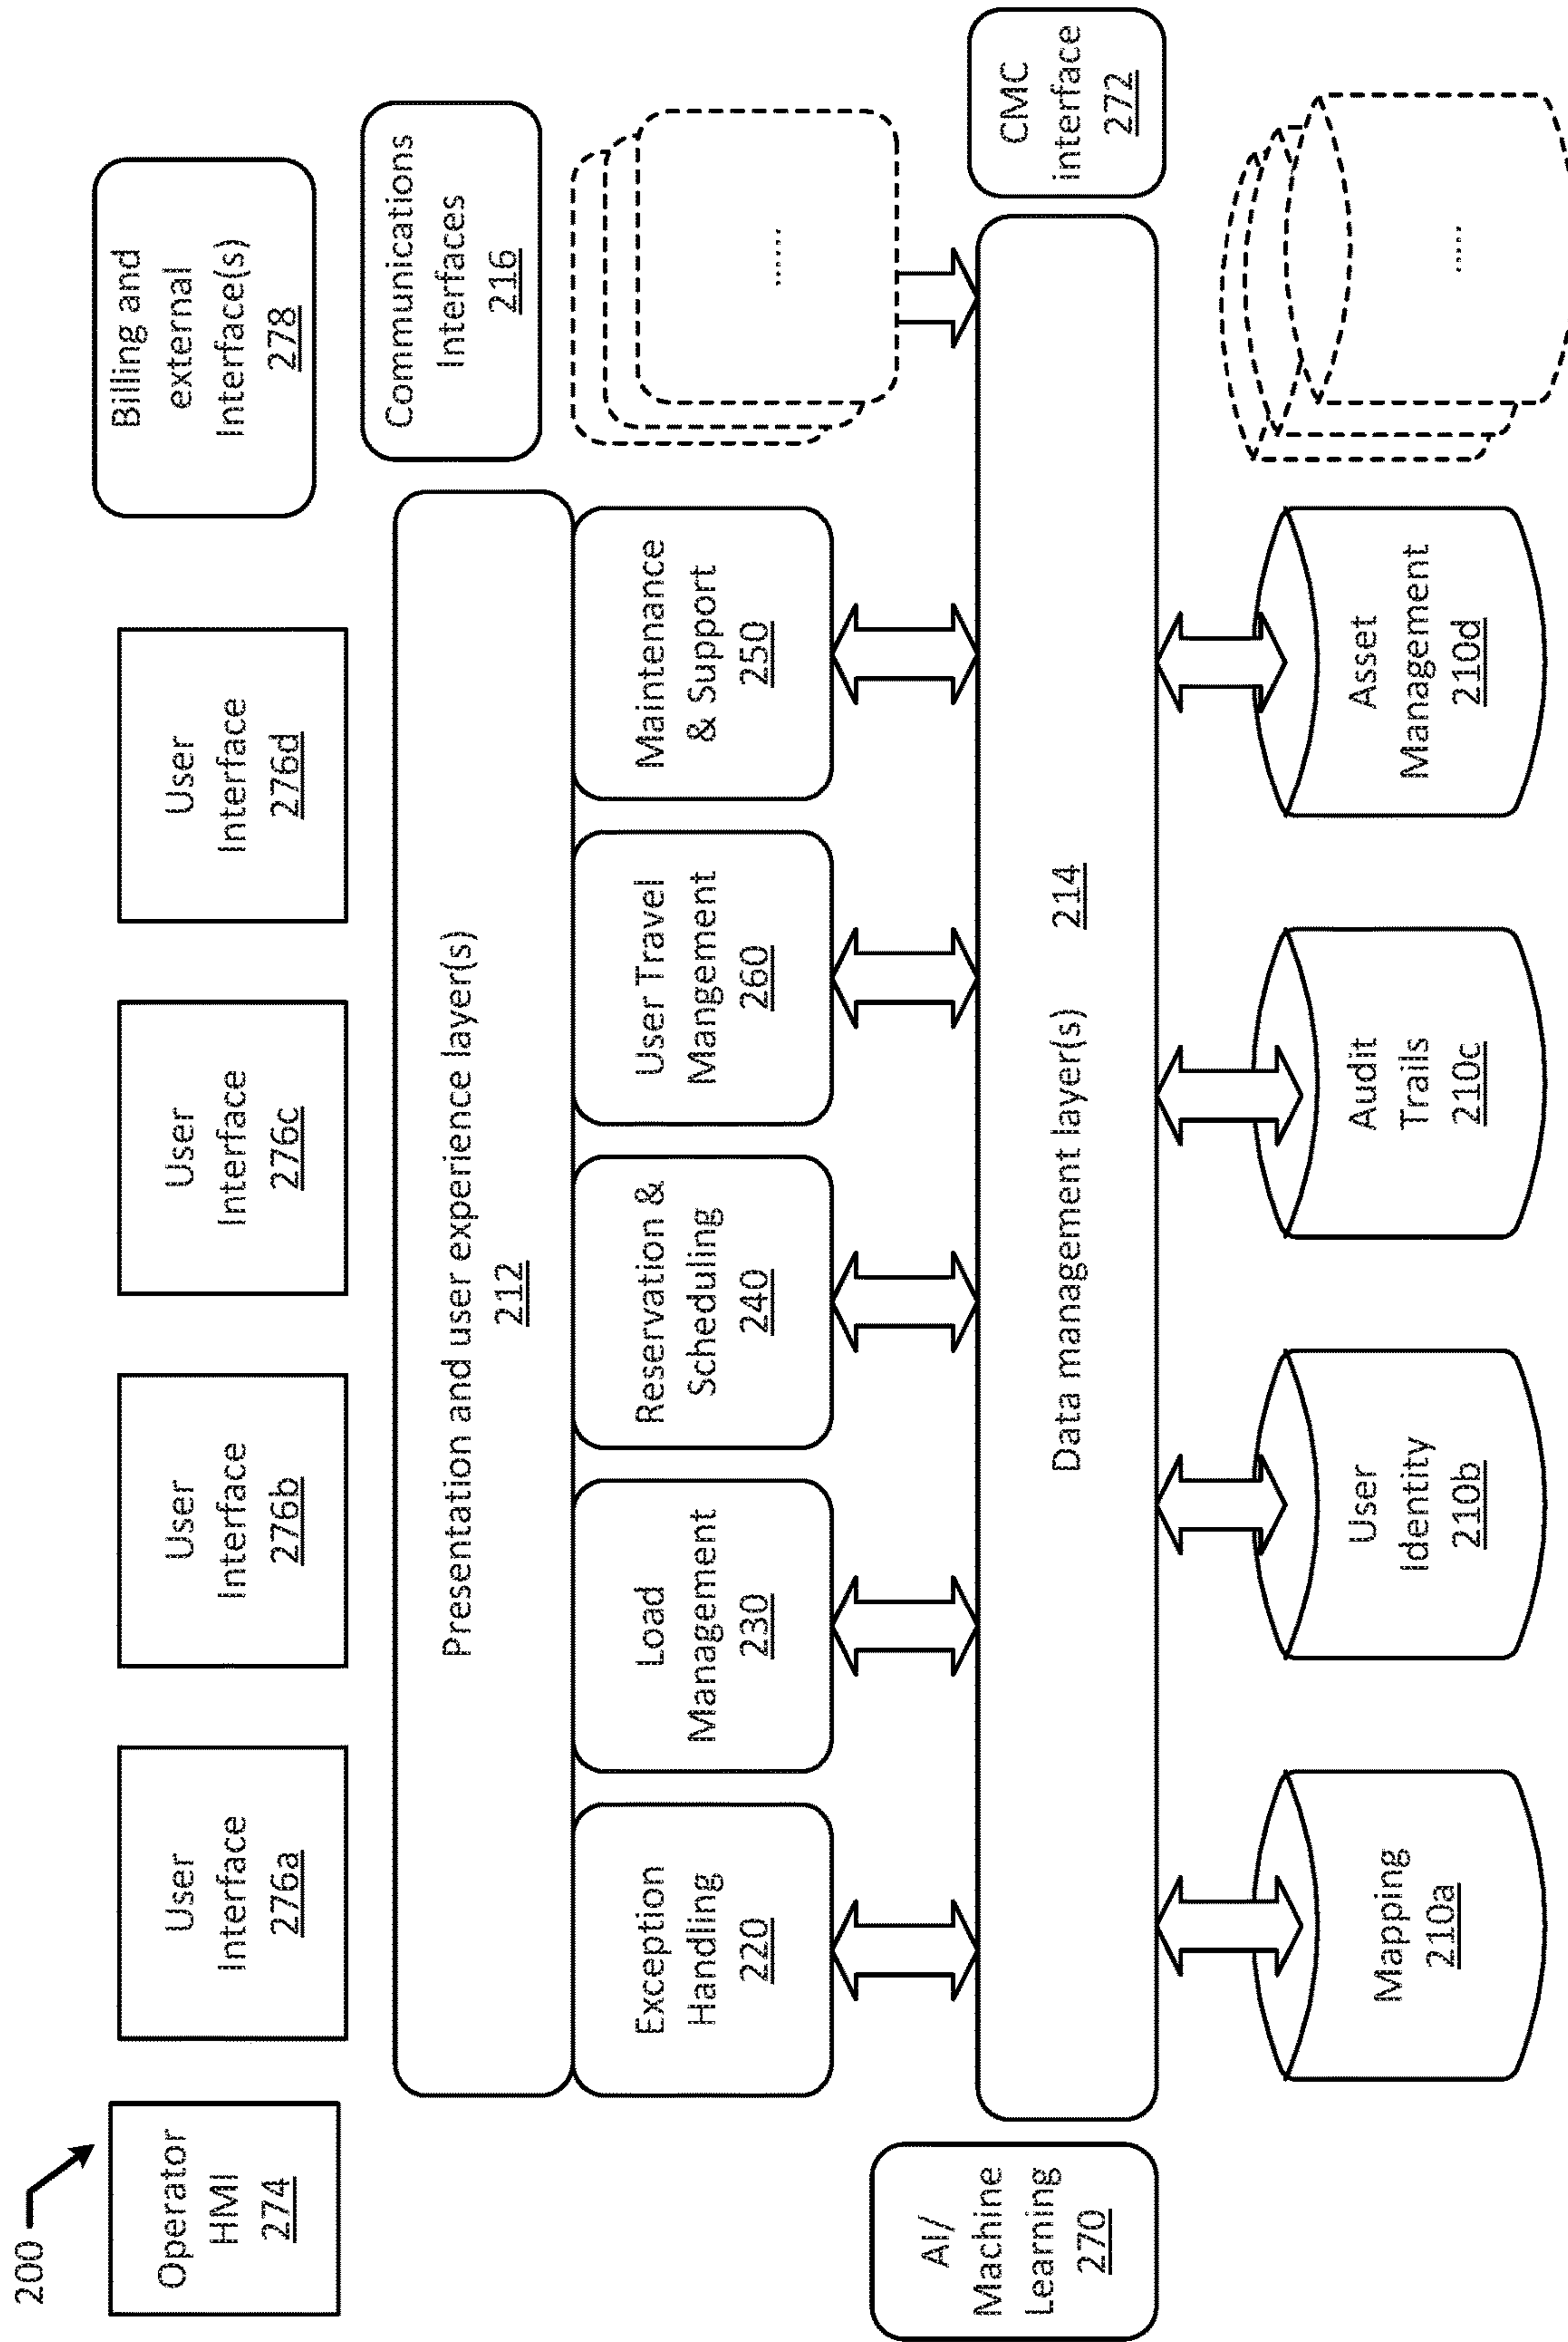 200
Operator
HMI
274
User
Interface
276a
User
Interface
276b
User
Interface
276c
User
Interface
276d
Billing and
external
Interface(s)
278
Presentation and user experience layer(s)
212
Communications
Interfaces
216
Exception
Handling
220
Load
Management
230
Reservation &
Scheduling
240
User Travel
Mangement
260
Maintenance
& Support
250
......
AI/
Machine
Learning
270
Data management layer(s) 214
CMC
interface
272
Mapping
210a
User
Identity
210b
Audit
Trails
210c
Asset
Management
210d
.....